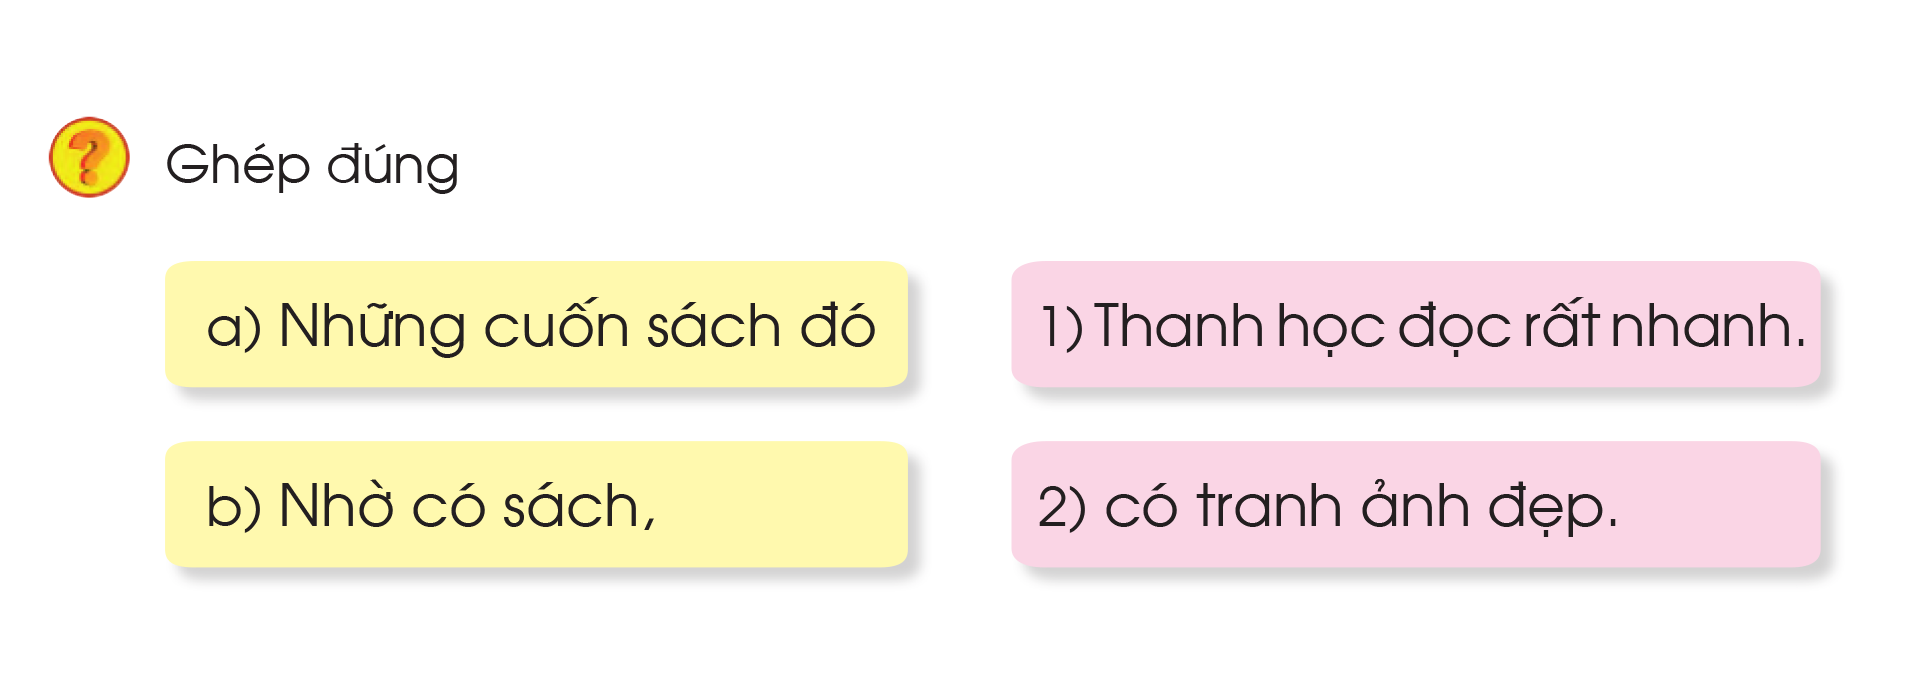 ?
Ghép đúng
a) Những cuốn sách đó
1) Thanh học đọc rất nhanh.
b) Nhờ có sách,
2) có tranh ảnh đẹp.